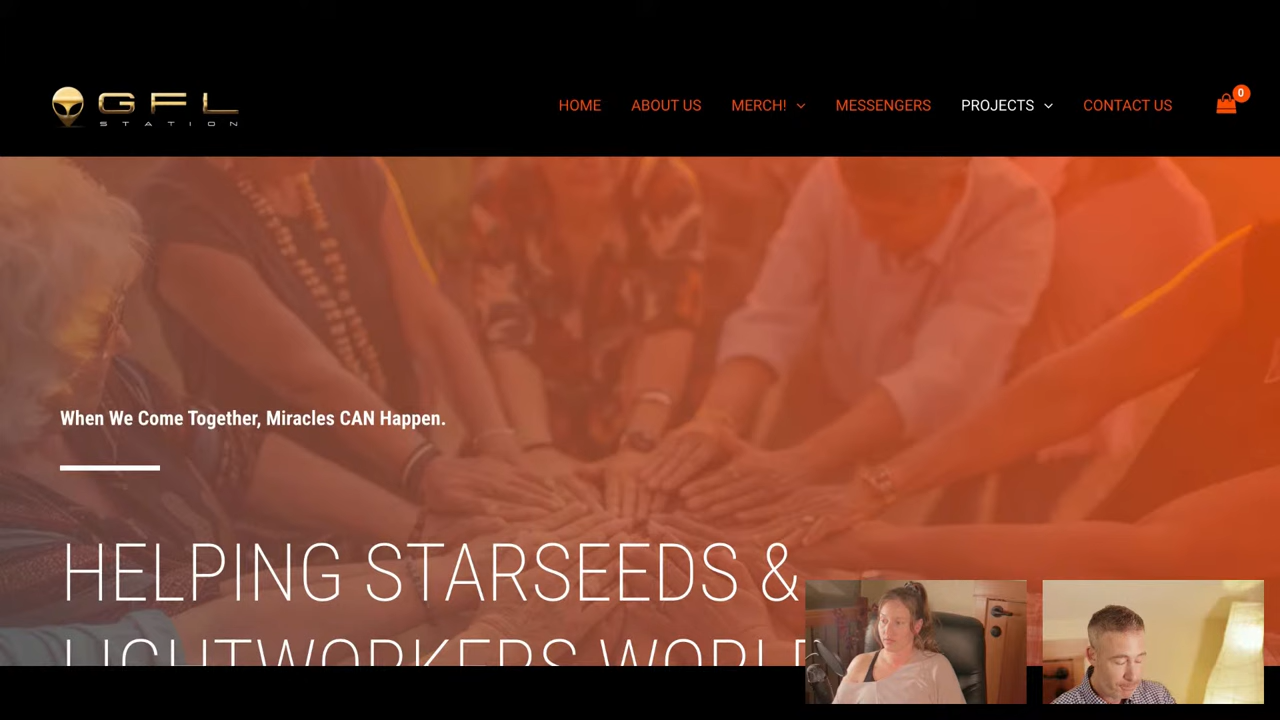 GFL
STATION
HOME ABOUT US MERCH! MESSENGERS PROJECTS CONTACT US 0
When We Come Together, Miracles CAN Happen.
HELPING STARSEEDS &
LIGHTWORKERS